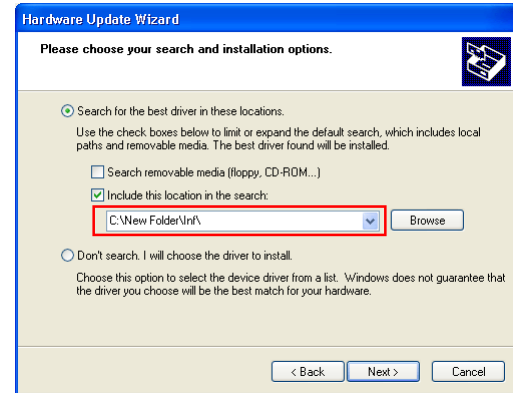 Hardware Update Wizard
Please choose your search and installation options.
Search for the best driver in these locations.
Use the check boxes below to limit or expand the default search, which includes local
paths and removable media. The best driver found will be installed.
Search removable media (floppy, CD-ROM...)
Include this location in the search:
C:\New Folder\Inf\
Browse
Don't search. I will choose the driver to install.
Choose this option to select the device driver from a list. Windows does not guarantee that
the driver you choose will be the best match for your hardware.
< Back Next > Cancel